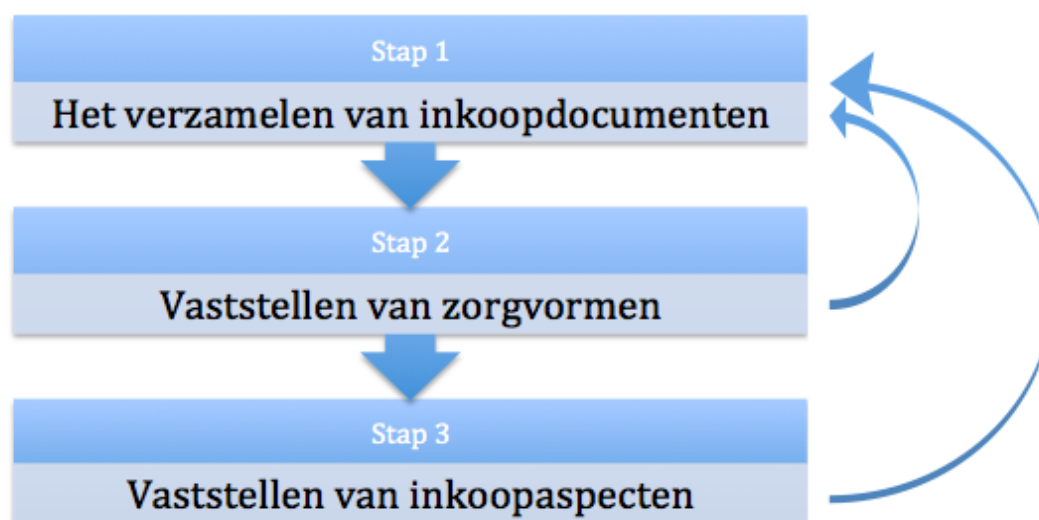 Stap 1
Het verzamelen van inkoopdocumenten
Stap 2
Vaststellen van zorgvormen
Stap 3
Vaststellen van inkoopaspecten